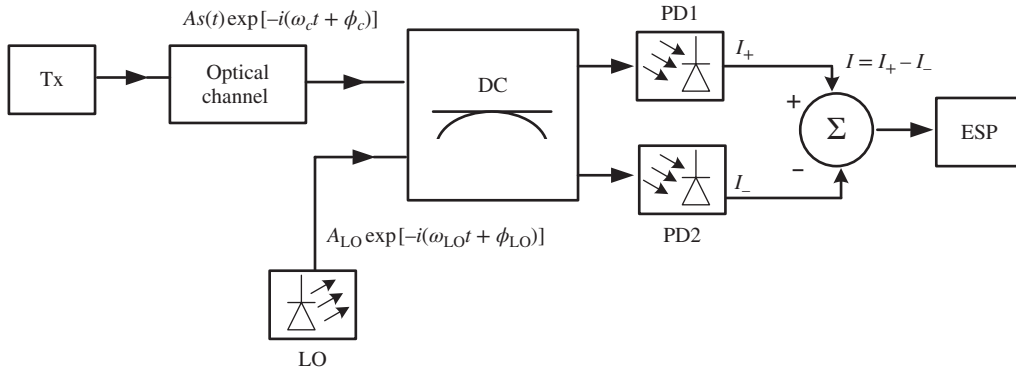 As(t) exp [−i(ω_c t + ϕ_c)]
PD1
Tx
Optical
channel
DC
I_+
I = I_+ − I_−
+
Σ
ESP
−
I_−
PD2
A_LO exp [−i(ω_LO t + ϕ_LO)]
LO